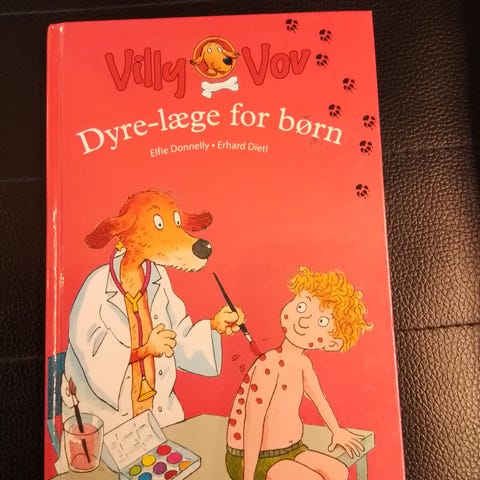 Villy Vov
Dyre-læge for børn
Elfie Donnelly • Erhard Dietl